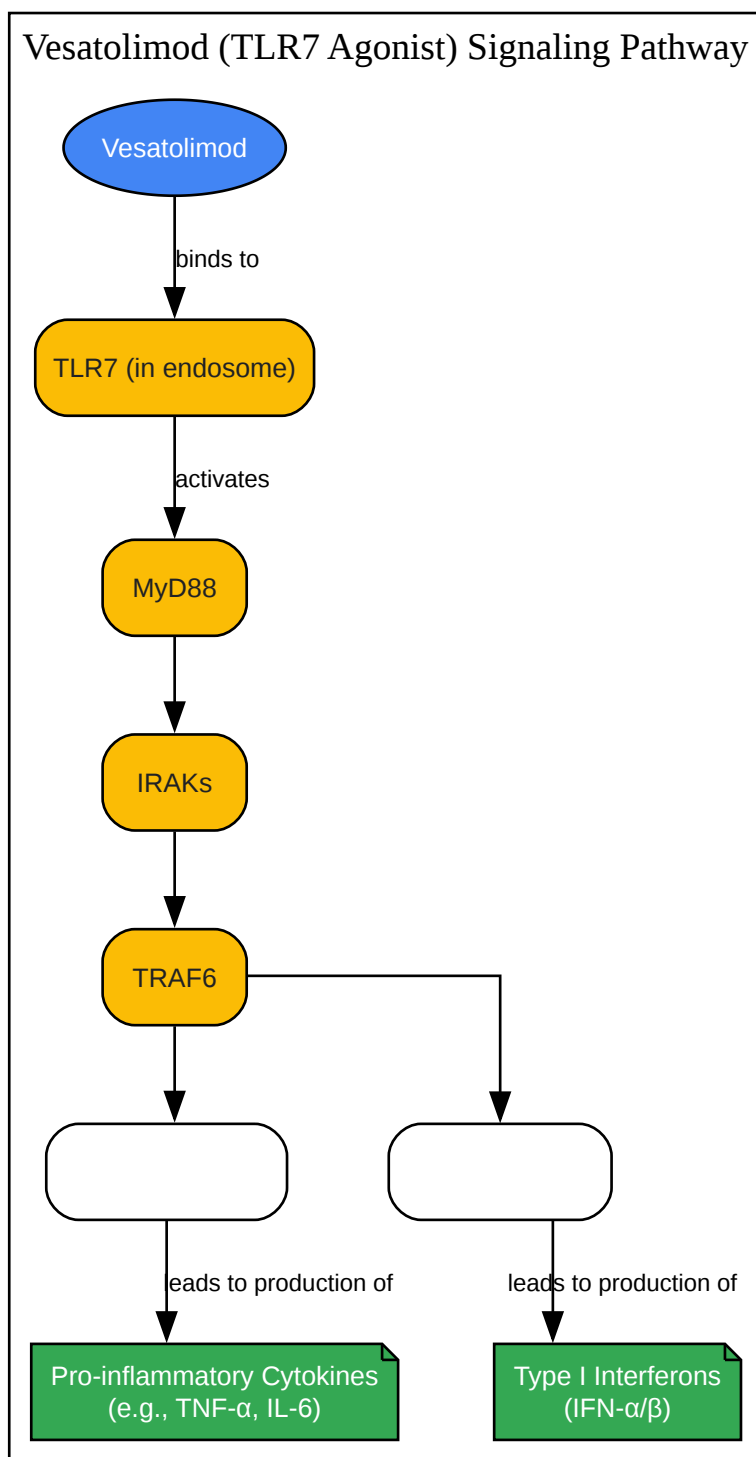 Vesatolimod (TLR7 Agonist) Signaling Pathway
Vesatolimod
binds to
TLR7 (in endosome)
activates
MyD88
IRAKs
TRAF6
leads to production of
leads to production of
Pro-inflammatory Cytokines
(e.g., TNF-α, IL-6)
Type I Interferons
(IFN-α/β)